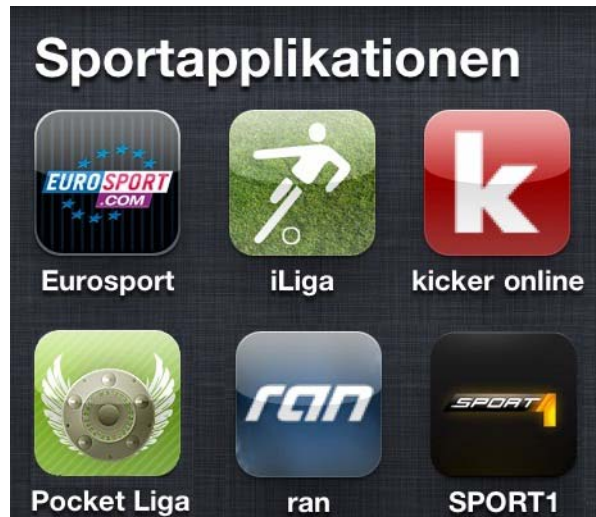 Sportapplikationen
EUROSPORT
.COM
k
Eurosport
iLiga
kicker online
ran
SPORT1
Pocket Liga
ran
SPORT1